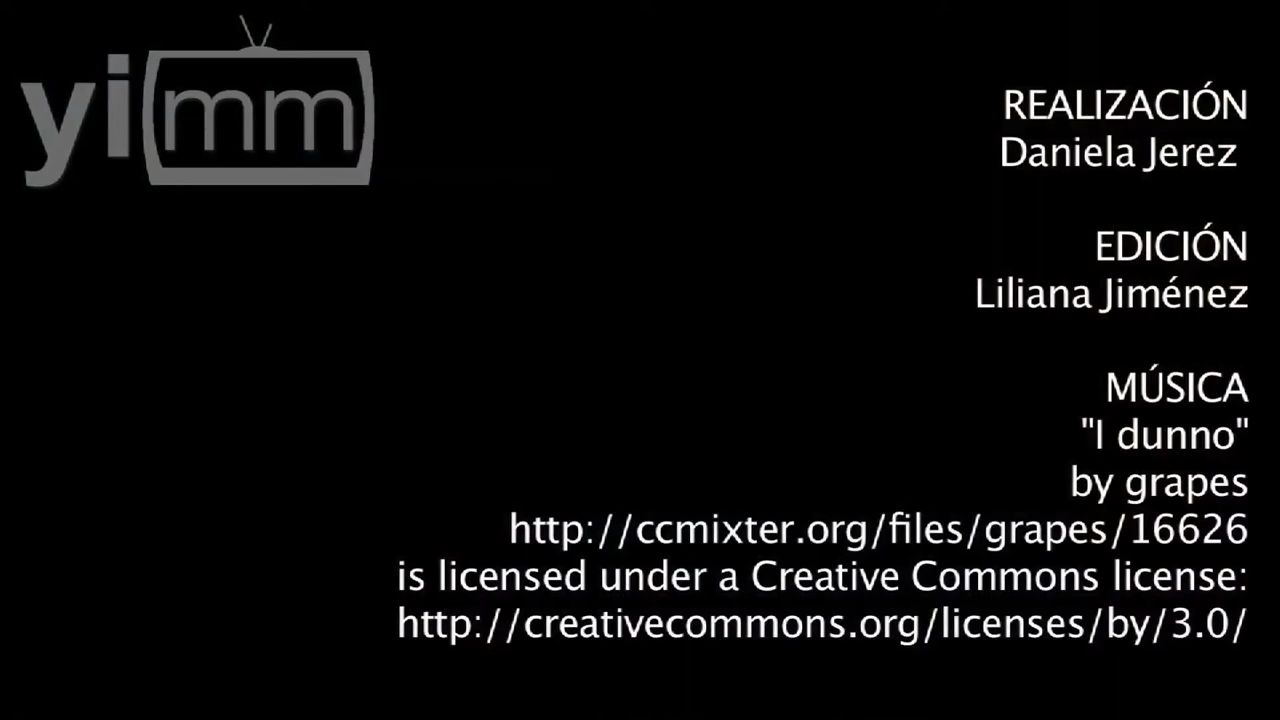 yimm
REALIZACIÓN
Daniela Jerez
EDICIÓN
Liliana Jiménez
MÚSICA
"I dunno"
by grapes
http://ccmixter.org/files/grapes/16626
is licensed under a Creative Commons license:
http://creativecommons.org/licenses/by/3.0/